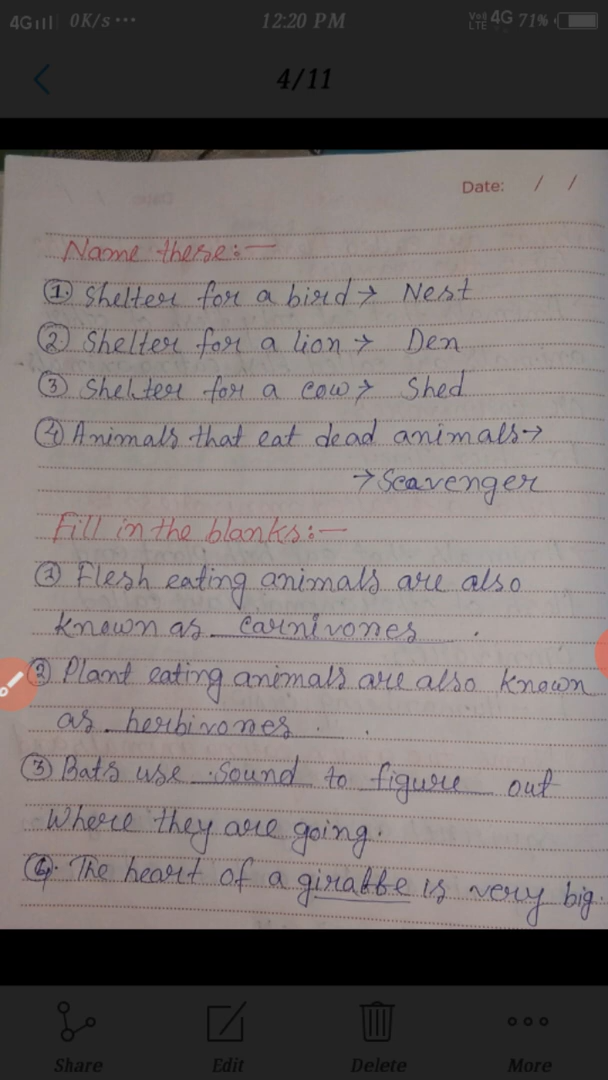 4G 0K/s ... 12:20 PM Vo) LTE 4G 71%
4/11
Date: / /
Name these:-
① Shelter for a bird → Nest
② Shelter for a lion → Den
③ Shelter for a cow → Shed
④ Animals that eat dead animals→
→ Scavenger
Fill in the blanks:-
① Flesh eating animals are also
known as carnivores .
② Plant eating animals are also known
as herbivores .
③ Bats use sound to figure out
where they are going.
④. The heart of a giraffe is very big.
Share Edit Delete More